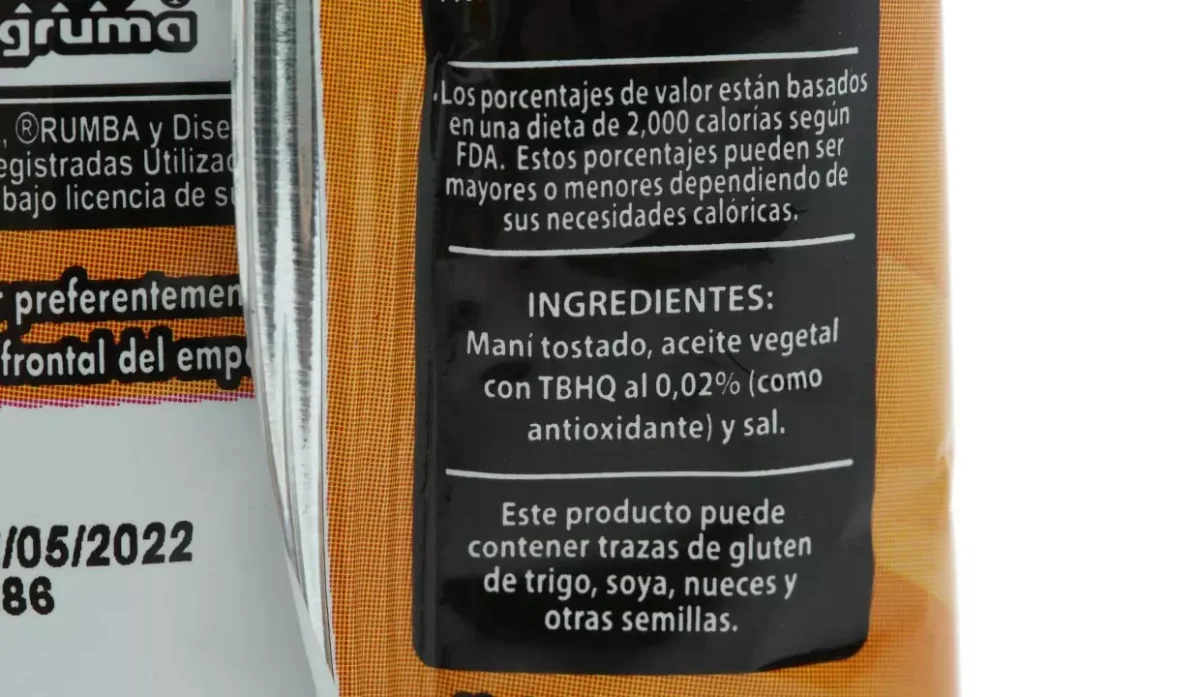 gruma
®RUMBA y Dise
egistradas Utilizad
bajo licencia de su
preferentemen
frontal del emp
/05/2022
86
Los porcentajes de valor están basados
en una dieta de 2,000 calorías según
FDA. Estos porcentajes pueden ser
mayores o menores dependiendo de
sus necesidades calóricas.
INGREDIENTES:
Maní tostado, aceite vegetal
con TBHQ al 0,02% (como
antioxidante) y sal.
Este producto puede
contener trazas de gluten
de trigo, soya, nueces y
otras semillas.